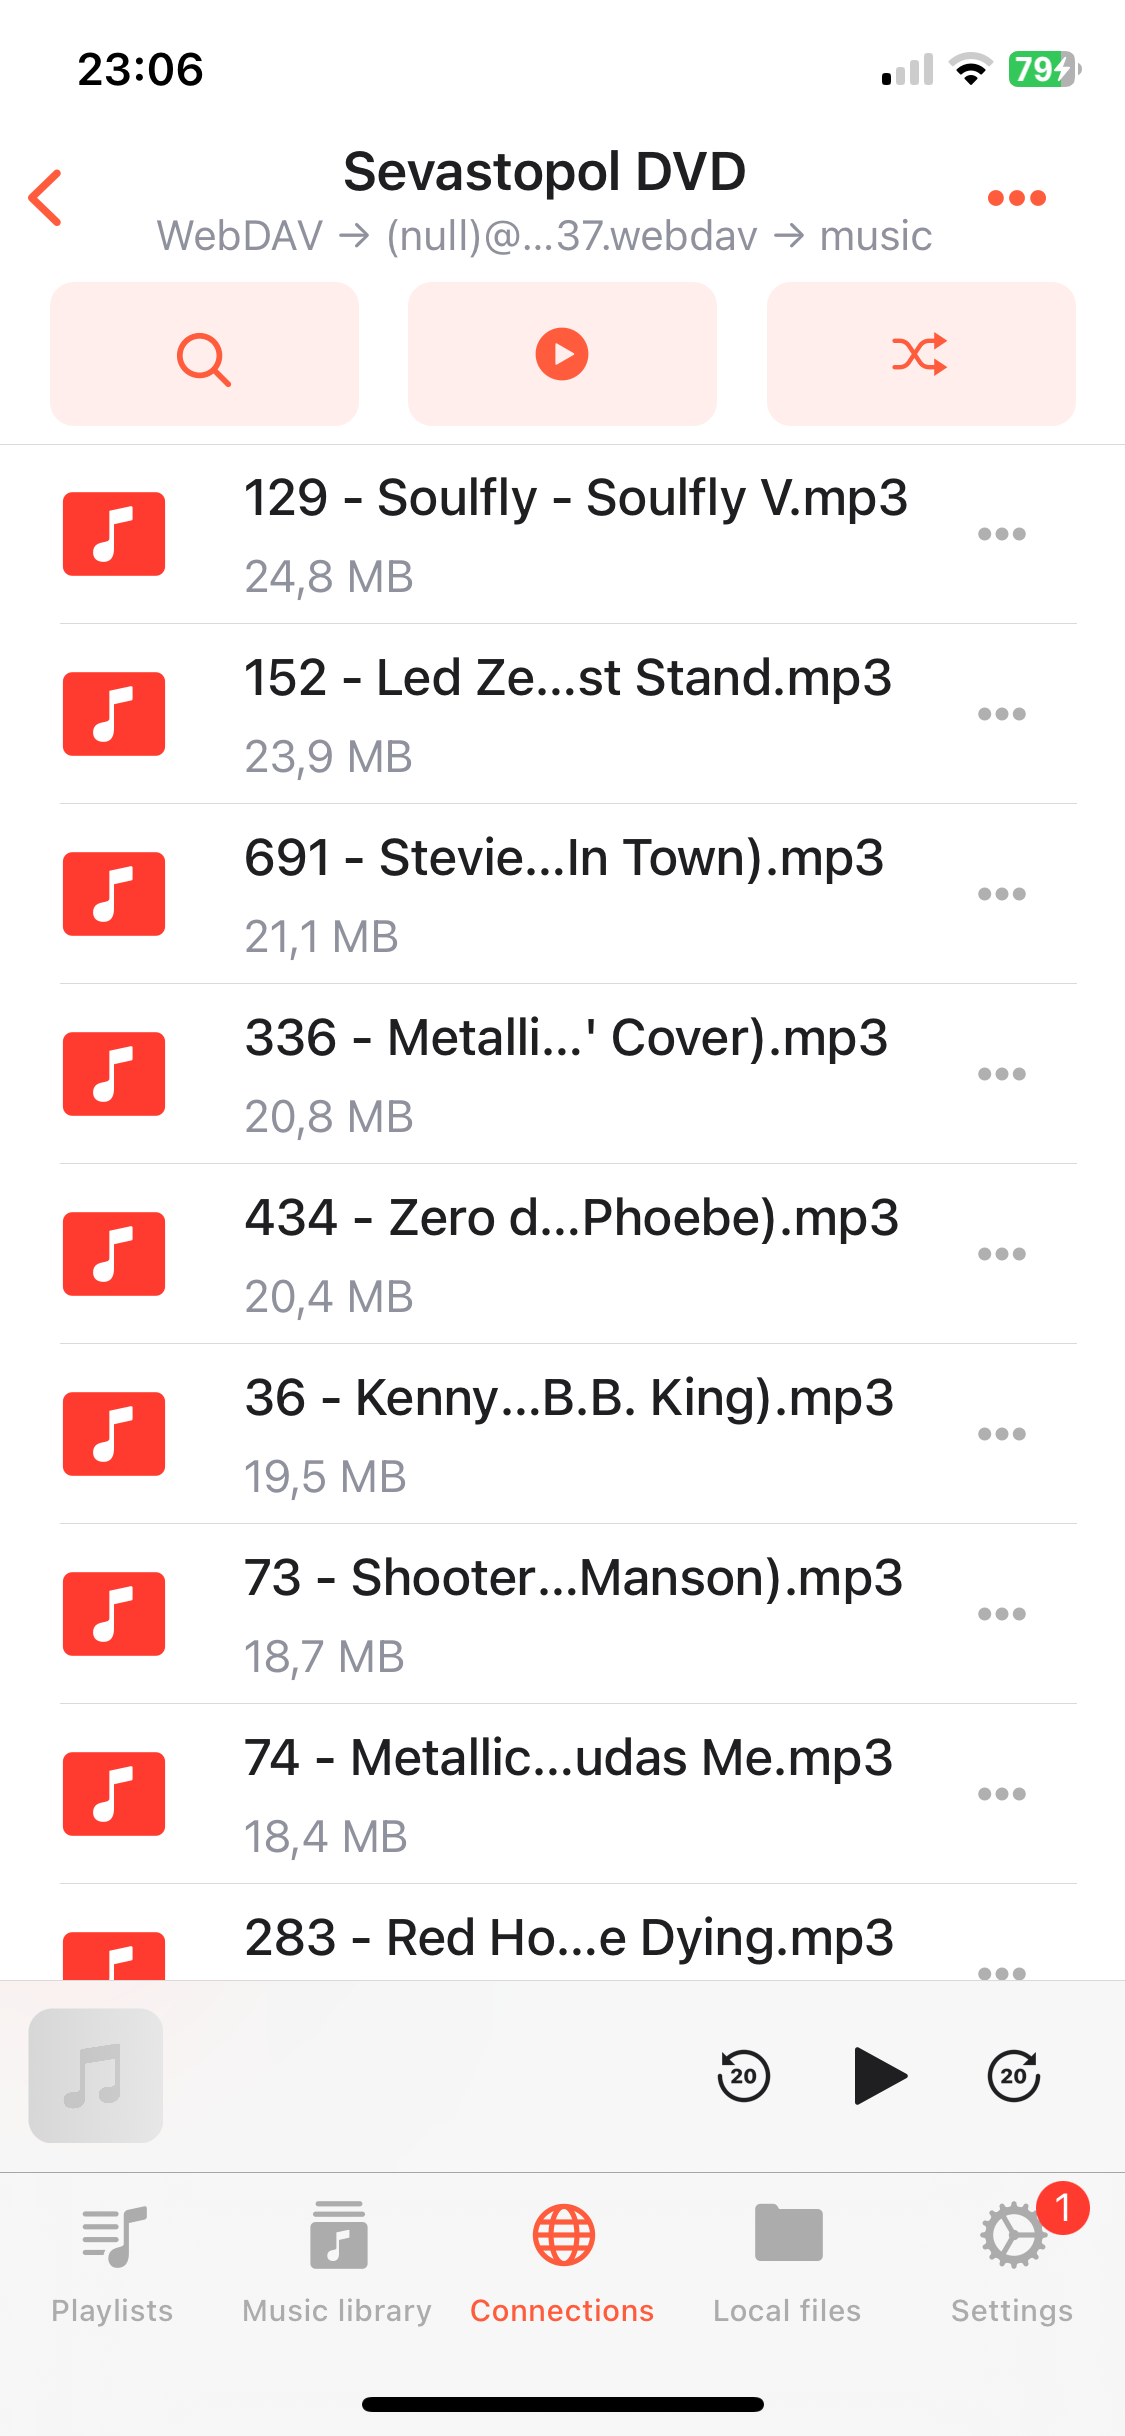 23:06
79
Sevastopol DVD
WebDAV → (null)@...37.webdav → music
129 - Soulfly - Soulfly V.mp3
24,8 MB
152 - Led Ze...st Stand.mp3
23,9 MB
691 - Stevie...In Town).mp3
21,1 MB
336 - Metalli...' Cover).mp3
20,8 MB
434 - Zero d...Phoebe).mp3
20,4 MB
36 - Kenny...B.B. King).mp3
19,5 MB
73 - Shooter...Manson).mp3
18,7 MB
74 - Metallic...udas Me.mp3
18,4 MB
283 - Red Ho...e Dying.mp3
20 20
1
Playlists Music library Connections Local files Settings